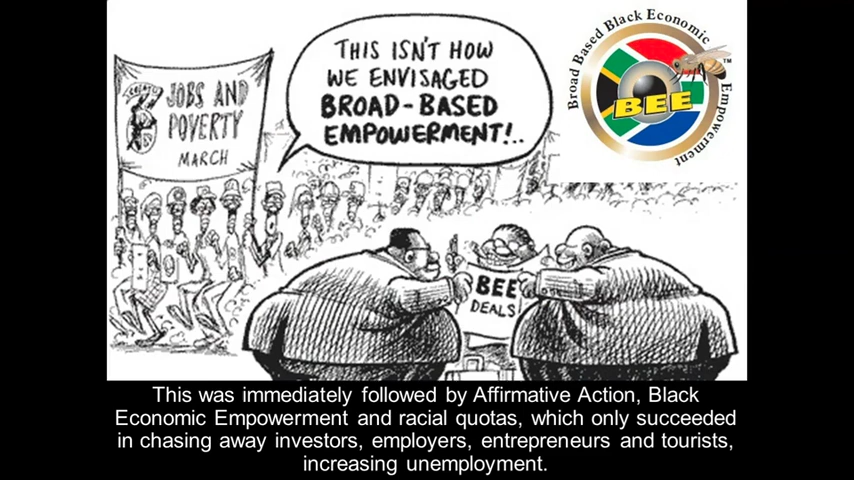 THIS ISN'T HOW
WE ENVISAGED
BROAD-BASED
EMPOWERMENT!..
JOBS AND
POVERTY
MARCH
Broad Based Black Economic Empowerment
TM
BEE
BEE
DEALS
This was immediately followed by Affirmative Action, Black
Economic Empowerment and racial quotas, which only succeeded
in chasing away investors, employers, entrepreneurs and tourists,
increasing unemployment.